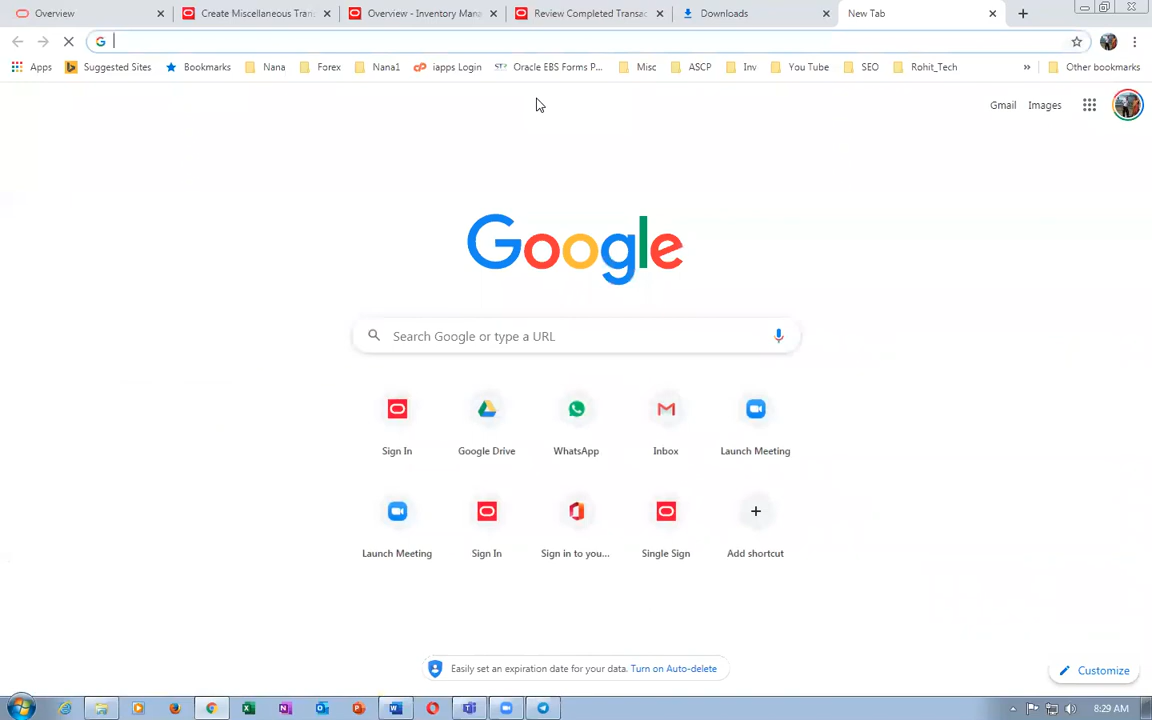 Overview
Create Miscellaneous Tran
Overview - Inventory Mana
Review Completed Transac
Downloads
New Tab
Apps
Suggested Sites
Bookmarks
Nana
Forex
Nana1
iapps Login
Oracle EBS Forms P...
Misc
ASCP
Inv
You Tube
SEO
Rohit_Tech
»
Other bookmarks
Gmail
Images
Google
Search Google or type a URL
Sign In
Google Drive
WhatsApp
Inbox
Launch Meeting
Launch Meeting
Sign In
Sign in to you...
Single Sign
Add shortcut
Easily set an expiration date for your data. Turn on Auto-delete
Customize
8:29 AM